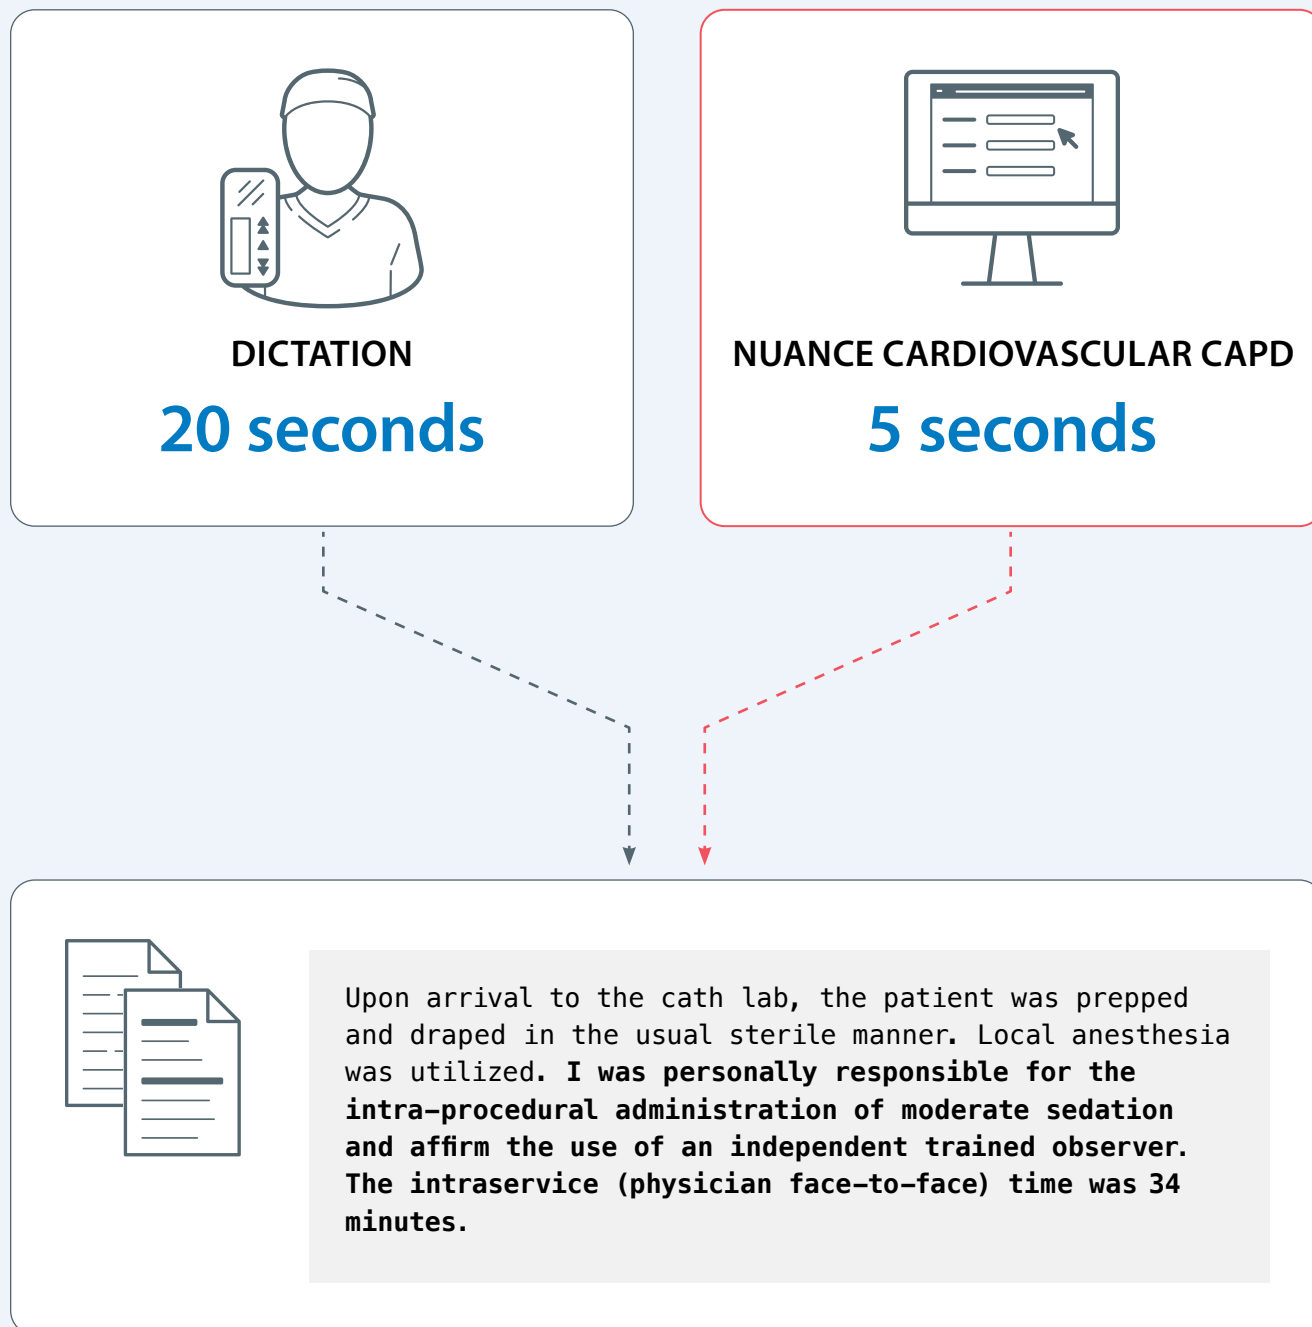 DICTATION
20 seconds
NUANCE CARDIOVASCULAR CAPD
5 seconds
Upon arrival to the cath lab, the patient was prepped
and draped in the usual sterile manner. Local anesthesia
was utilized. I was personally responsible for the
intra-procedural administration of moderate sedation
and affirm the use of an independent trained observer.
The intraservice (physician face-to-face) time was 34
minutes.